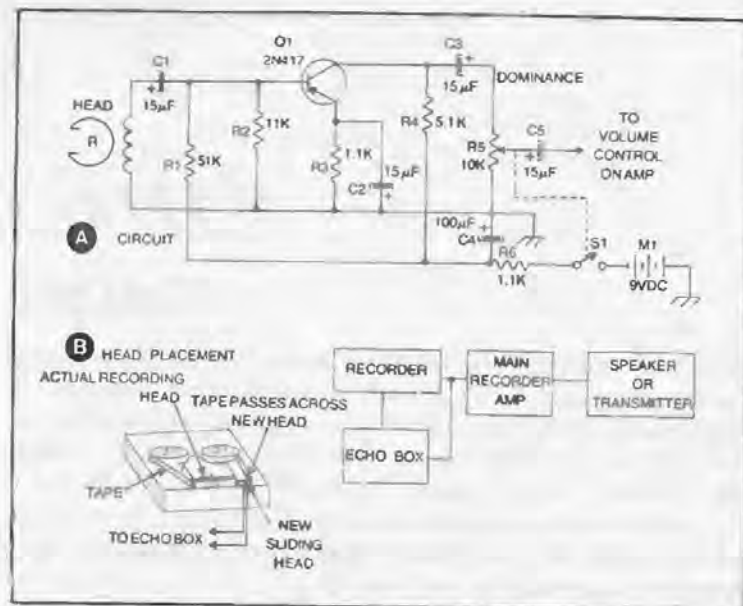 Q1
2N417
C1
+
15µF
C3
+
15µF
DOMINANCE
HEAD
R
R1
51K
R2
11K
R3
1.1K
15µF
C2
+
R4
5.1K
R5
10K
C5
+
15µF
TO
VOLUME
CONTROL
ON AMP
100µF
+
C4
R6
1.1K
S1
M1
9VDC
A CIRCUIT
B HEAD PLACEMENT
ACTUAL RECORDING
HEAD
TAPE PASSES ACROSS
NEW HEAD
TAPE
TO ECHO BOX
NEW
SLIDING
HEAD
RECORDER
ECHO BOX
MAIN
RECORDER
AMP
SPEAKER
OR
TRANSMITTER